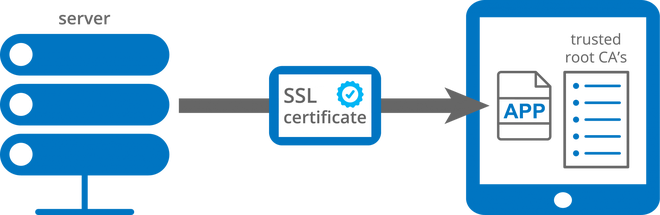 server
SSL
certificate
trusted
root CA's
APP